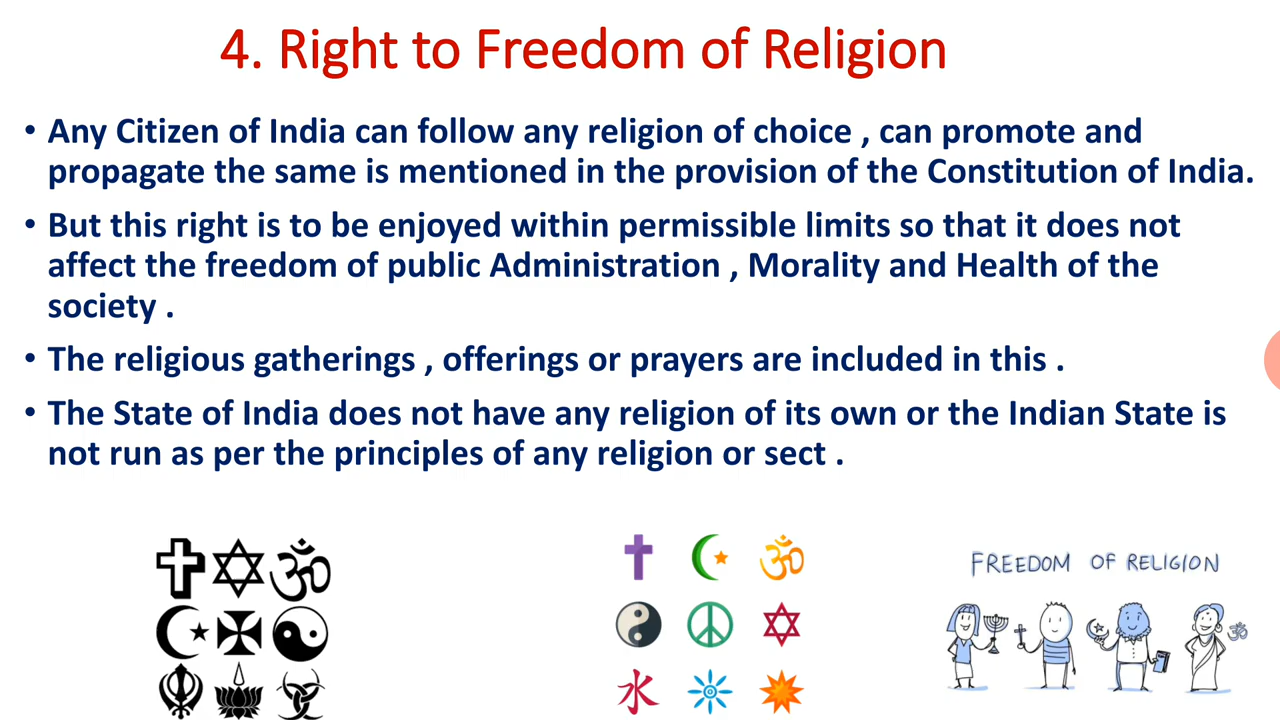 4. Right to Freedom of Religion
• Any Citizen of India can follow any religion of choice , can promote and
propagate the same is mentioned in the provision of the Constitution of India.
• But this right is to be enjoyed within permissible limits so that it does not
affect the freedom of public Administration , Morality and Health of the
society .
• The religious gatherings , offerings or prayers are included in this .
• The State of India does not have any religion of its own or the Indian State is
not run as per the principles of any religion or sect .
FREEDOM OF RELIGION
ॐ
ॐ
水
ॐ